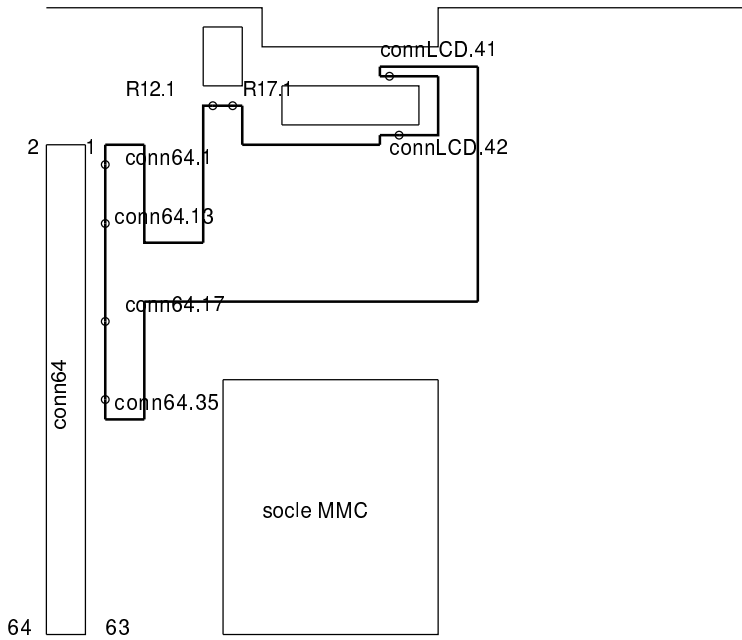 connLCD.41
R12.1
R17.1
2
1
conn64.1
connLCD.42
conn64.13
conn64.17
conn64
conn64.35
socle MMC
64
63